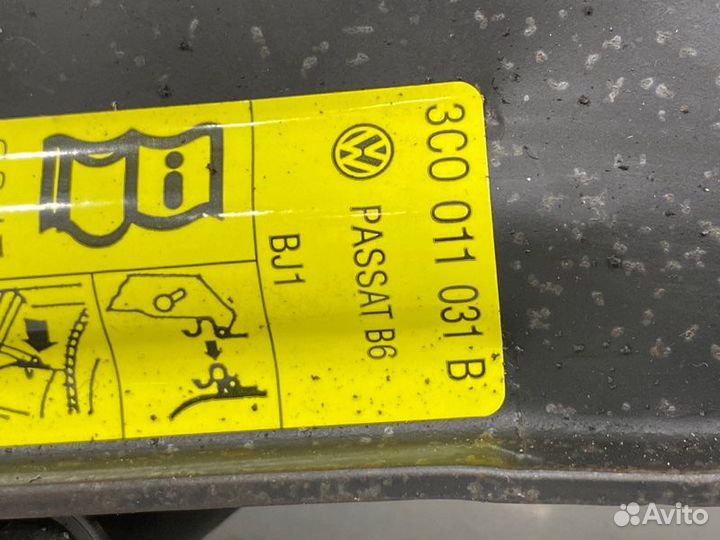 3C0 011 031 B
PASSAT B6
BJ1
i
Avito